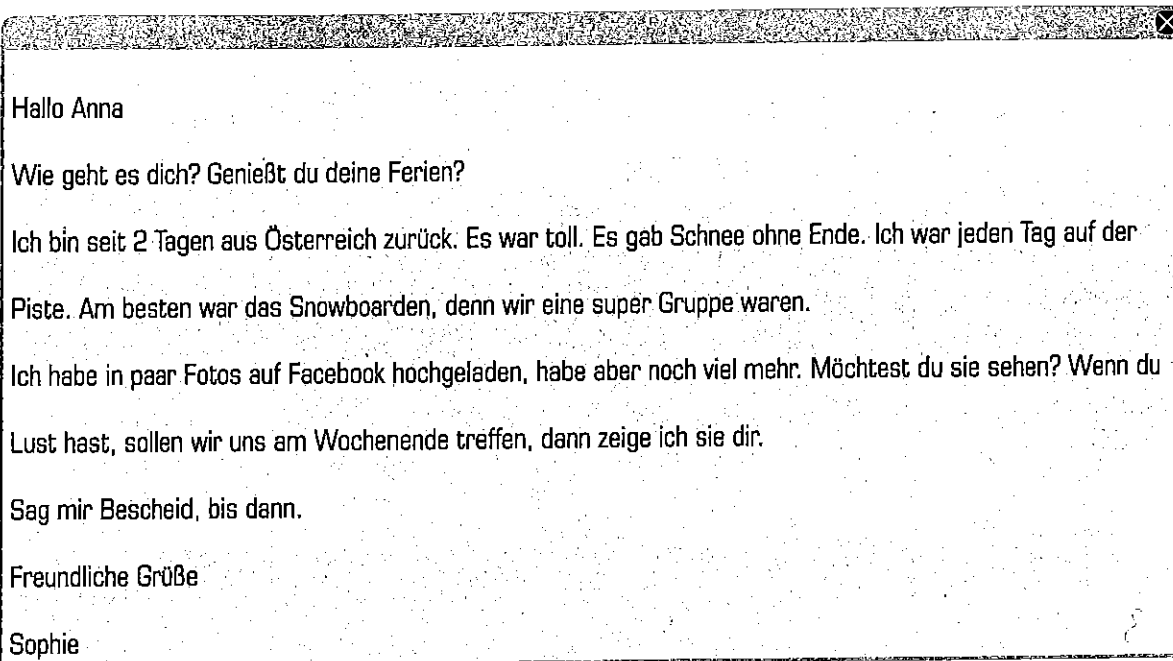 Hallo Anna
Wie geht es dich? Genießt du deine Ferien?
Ich bin seit 2 Tagen aus Österreich zurück. Es war toll. Es gab Schnee ohne Ende. Ich war jeden Tag auf der
Piste. Am besten war das Snowboarden, denn wir eine super Gruppe waren.
Ich habe in paar Fotos auf Facebook hochgeladen, habe aber noch viel mehr. Möchtest du sie sehen? Wenn du
Lust hast, sollen wir uns am Wochenende treffen, dann zeige ich sie dir.
Sag mir Bescheid, bis dann.
Freundliche Grüße
Sophie